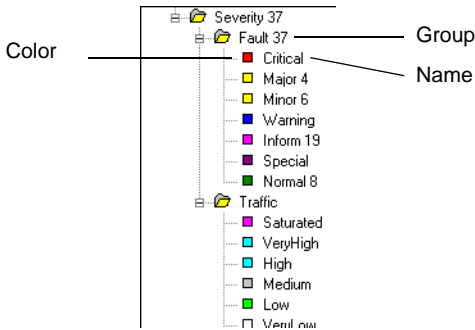 Severity 37
Color
Fault 37
Group
Critical
Name
Major 4
Minor 6
Warning
Inform 19
Special
Normal 8
Traffic
Saturated
VeryHigh
High
Medium
Low
VeryLow